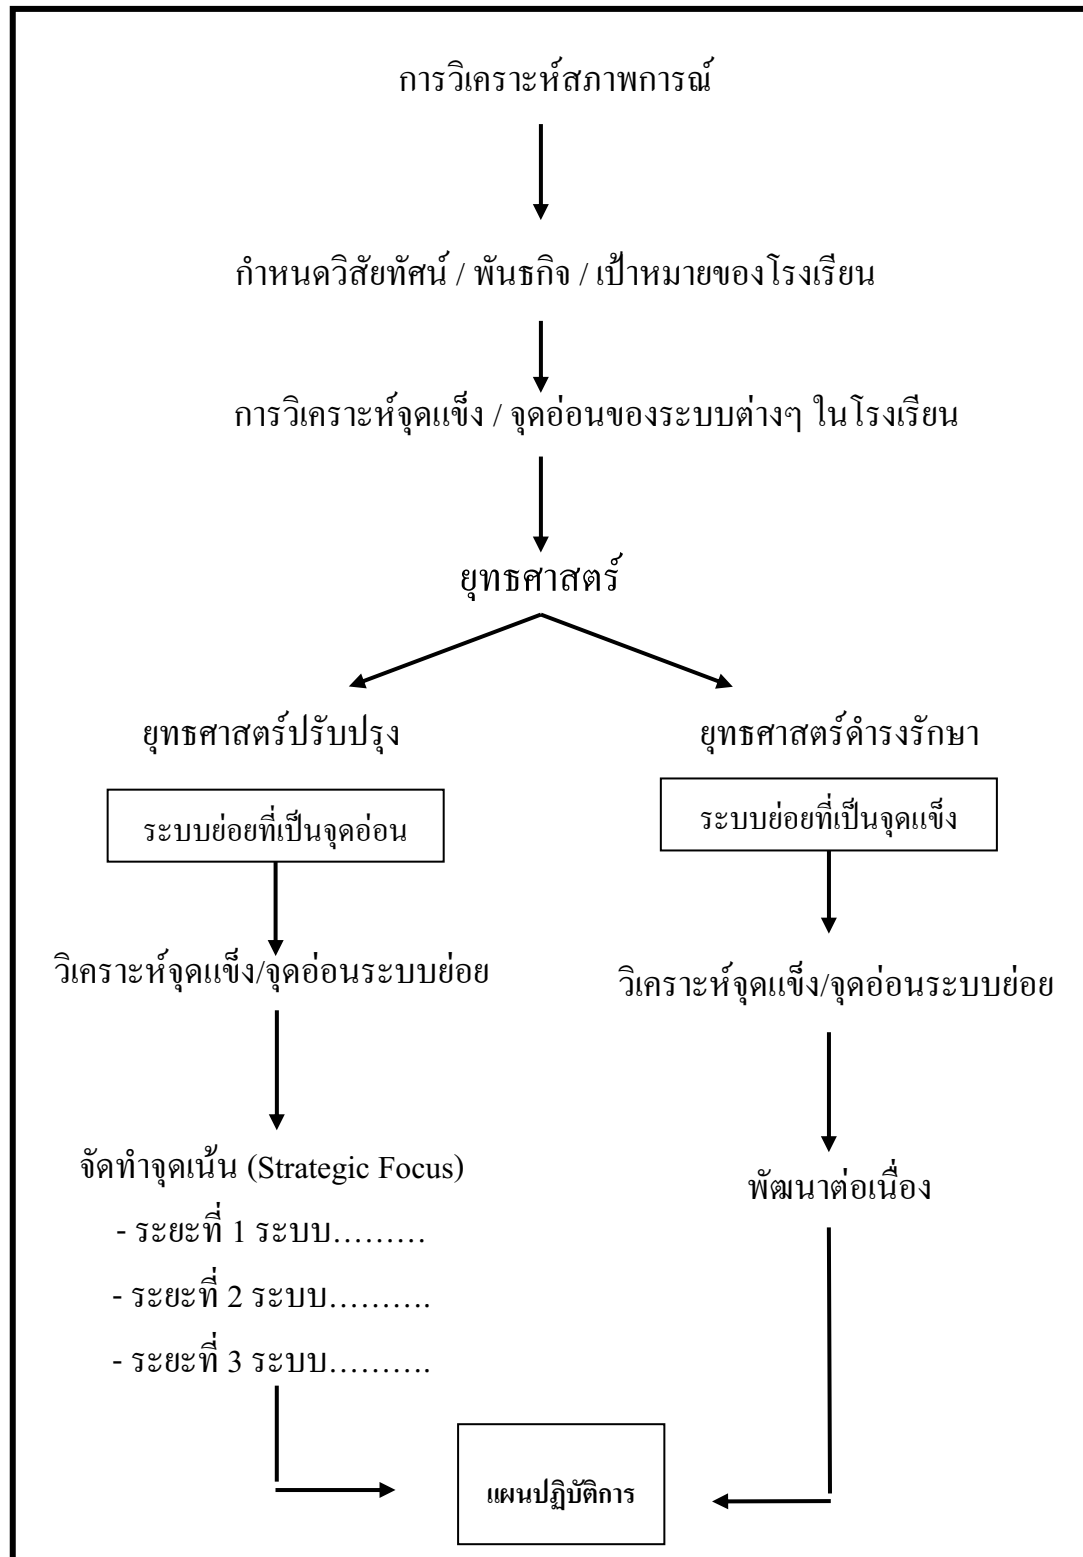 การวิเคราะห์สภาพการณ์
กำหนดวิสัยทัศน์ / พันธกิจ / เป้าหมายของโรงเรียน
การวิเคราะห์จุดแข็ง / จุดอ่อนของระบบต่างๆ ในโรงเรียน
ยุทธศาสตร์
ยุทธศาสตร์ปรับปรุง
ระบบย่อยที่เป็นจุดอ่อน
วิเคราะห์จุดแข็ง/จุดอ่อนระบบย่อย
จัดทำจุดเน้น (Strategic Focus)
- ระยะที่ 1 ระบบ.........
- ระยะที่ 2 ระบบ..........
- ระยะที่ 3 ระบบ..........
ยุทธศาสตร์ดำรงรักษา
ระบบย่อยที่เป็นจุดแข็ง
วิเคราะห์จุดแข็ง/จุดอ่อนระบบย่อย
พัฒนาต่อเนื่อง
แผนปฏิบัติการ